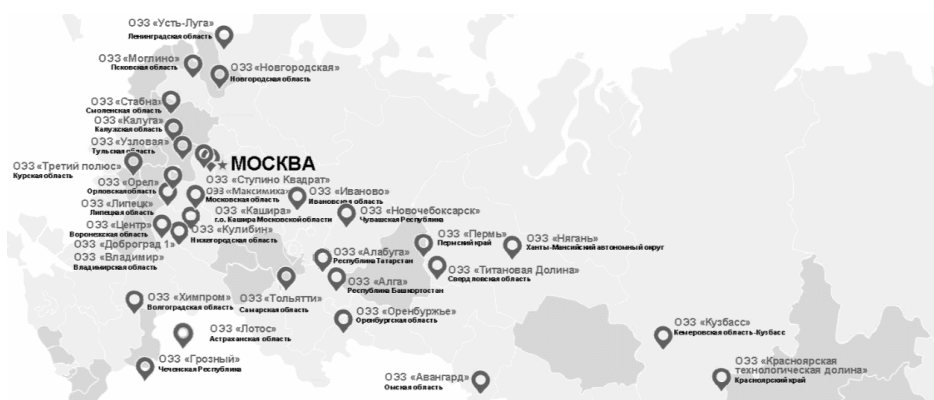 ОЭЗ «Усть-Луга»
Ленинградская область
ОЭЗ «Моглино»
Псковская область
ОЭЗ «Новгородская»
Новгородская область
ОЭЗ «Стабна»
Смоленская область
ОЭЗ «Калуга»
Калужская область
ОЭЗ «Узловая»
Тульская область
МОСКВА
ОЭЗ «Третий полюс»
Курская область
ОЭЗ «Ступино Квадрат»
ОЭЗ «Максимиха»
Московская область
ОЭЗ «Орел»
Орловская область
ОЭЗ «Иваново»
Ивановская область
ОЭЗ «Липецк»
Липецкая область
ОЭЗ «Кашира»
г.о. Кашира Московской области
ОЭЗ «Новочебоксарск»
Чувашская Республика
ОЭЗ «Центр»
Воронежская область
ОЭЗ «Кулибин»
Нижегородская область
ОЭЗ «Доброград 1»
ОЭЗ «Владимир»
Владимирская область
ОЭЗ «Пермь»
Пермский край
ОЭЗ «Нягань»
Ханты-Мансийский автономный округ
ОЭЗ «Алабуга»
Республика Татарстан
ОЭЗ «Титановая Долина»
Свердловская область
ОЭЗ «Алга»
Республика Башкортостан
ОЭЗ «Химпром»
Волгоградская область
ОЭЗ «Тольятти»
Самарская область
ОЭЗ «Оренбуржье»
Оренбургская область
ОЭЗ «Лотос»
Астраханская область
ОЭЗ «Кузбасс»
Кемеровская область -Кузбасс
ОЭЗ «Грозный»
Чеченская Республика
ОЭЗ «Авангард»
Омская область
ОЭЗ «Красноярская
технологическая долина»
Красноярский край